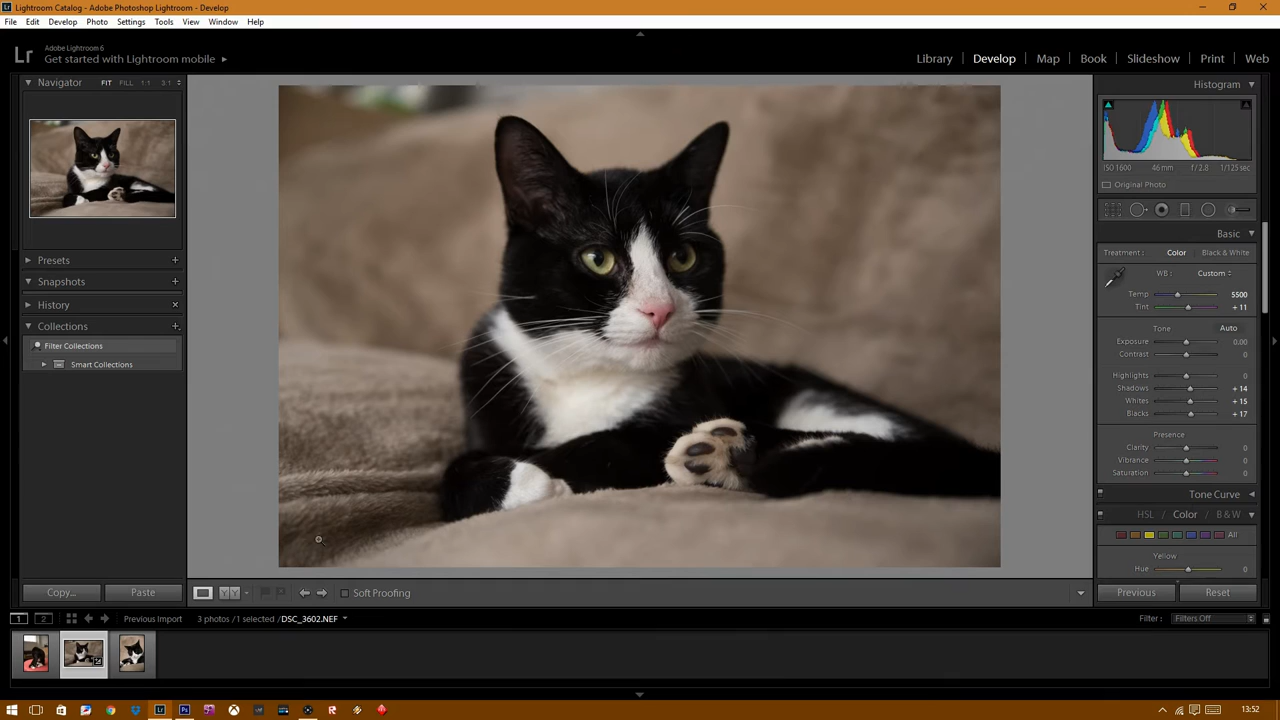 Lightroom Catalog - Adobe Photoshop Lightroom - Develop
File Edit Develop Photo Settings Tools View Window Help
Lr
Adobe Lightroom 6
Get started with Lightroom mobile
Library | Develop | Map | Book | Slideshow | Print | Web
Navigator FIT FILL 1:1 3:1
Presets
Snapshots
History
Collections
Filter Collections
Smart Collections
Copy... Paste
Soft Proofing
Histogram
ISO 1600 46 mm f / 2.8 1/125 sec
Original Photo
Basic
Treatment : Color Black & White
WB : Custom
Temp 5500
Tint + 11
Tone Auto
Exposure 0.00
Contrast 0
Highlights 0
Shadows + 14
Whites + 15
Blacks + 17
Presence
Clarity 0
Vibrance 0
Saturation 0
Tone Curve
HSL / Color / B & W
All
Yellow
Hue 0
Previous Reset
1 2 Previous Import 3 photos / 1 selected / DSC_3602.NEF Filter : Filters Off
13:52